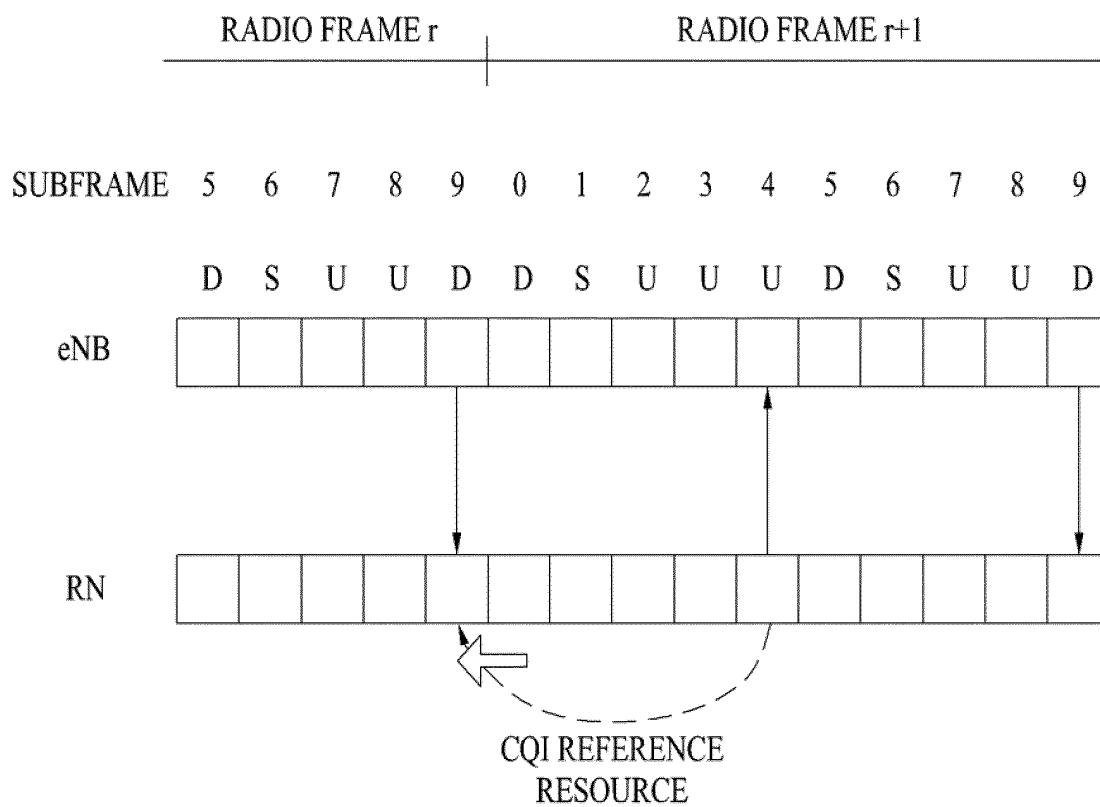 RADIO FRAME r RADIO FRAME r+1
SUBFRAME 5 6 7 8 9 0 1 2 3 4 5 6 7 8 9
D S U U D D S U U U D S U U D
eNB
RN
CQI REFERENCE
RESOURCE